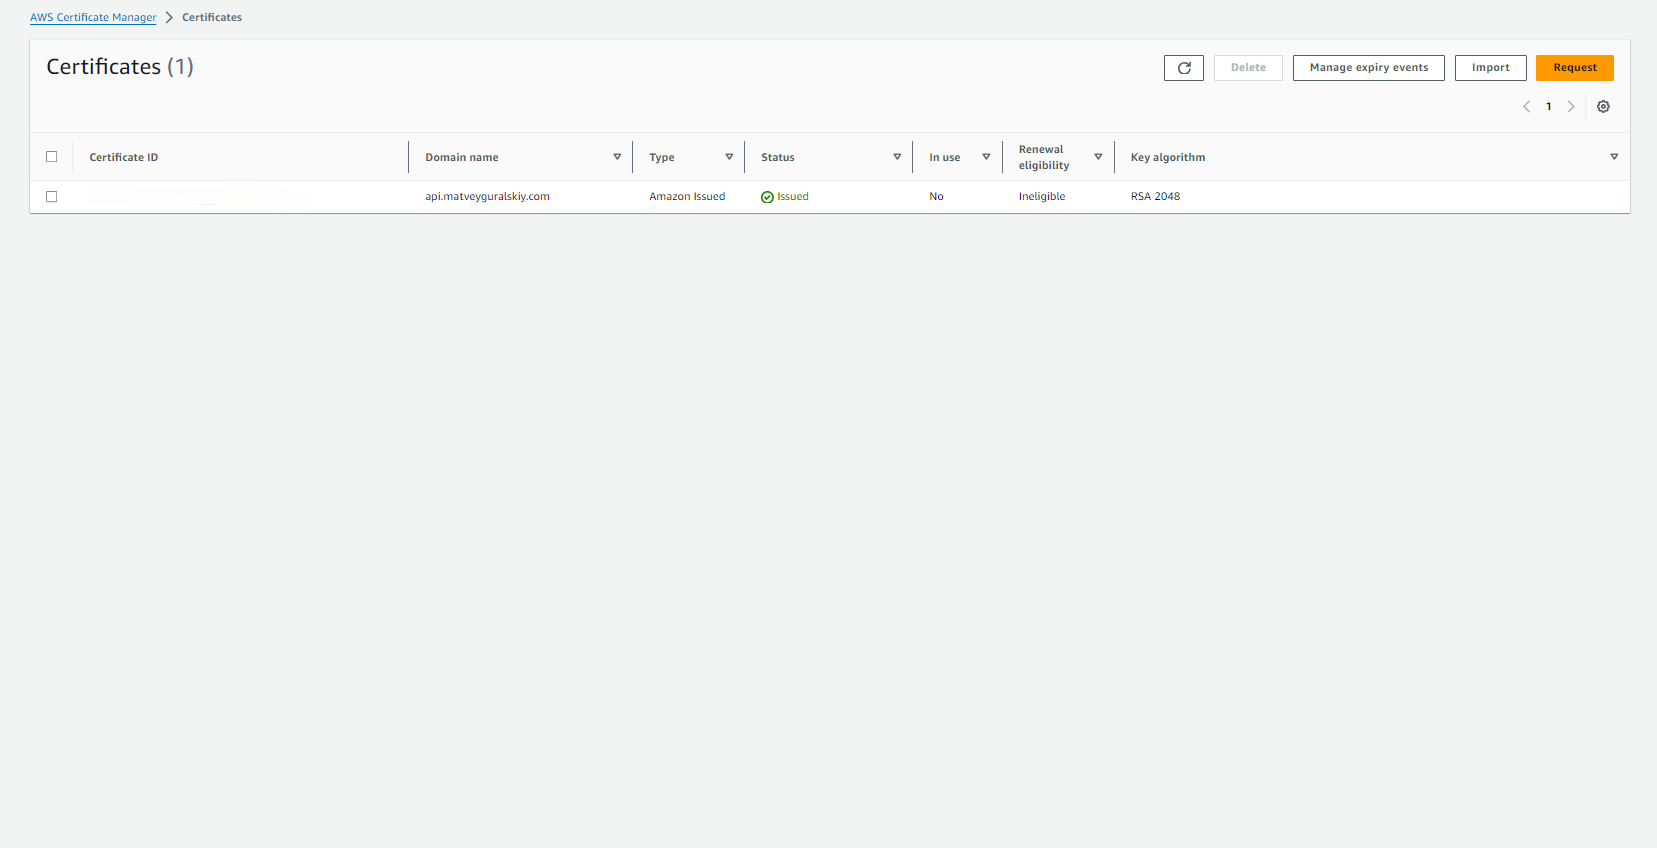 AWS Certificate Manager > Certificates
Certificates (1)
Delete Manage expiry events Import Request
1
Certificate ID Domain name Type Status In use Renewal eligibility Key algorithm
api.matveyguralskiy.com Amazon Issued Issued No Ineligible RSA 2048